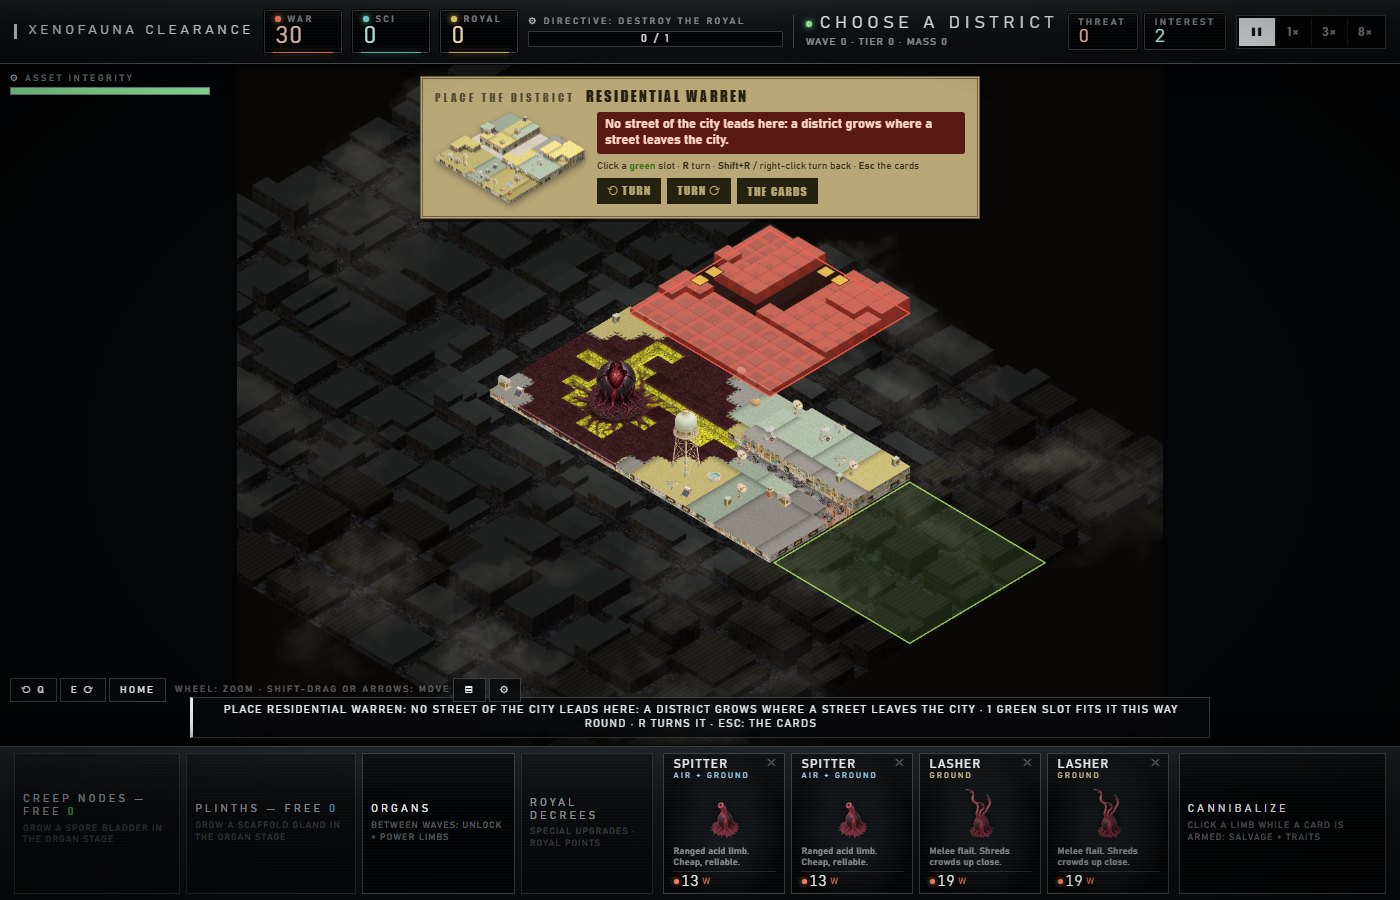 XENOFAUNA CLEARANCE
WAR
30
SCI
0
ROYAL
0
DIRECTIVE: DESTROY THE ROYAL
0 / 1
CHOOSE A DISTRICT
WAVE 0 · TIER 0 · MASS 0
THREAT
0
INTEREST
2
1×
3×
8×
ASSET INTEGRITY
PLACE THE DISTRICT RESIDENTIAL WARREN
No street of the city leads here: a district grows where a
street leaves the city.
Click a green slot · R turn · Shift+R / right-click turn back · Esc the cards
TURN
TURN
THE CARDS
Q
E
HOME
WHEEL: ZOOM · SHIFT-DRAG OR ARROWS: MOVE
PLACE RESIDENTIAL WARREN: NO STREET OF THE CITY LEADS HERE: A DISTRICT GROWS WHERE A STREET LEAVES THE CITY · 1 GREEN SLOT FITS IT THIS WAY
ROUND · R TURNS IT · ESC: THE CARDS
CREEP NODES —
FREE 0
GROW A SPORE BLADDER IN
THE ORGAN STAGE
PLINTHS — FREE 0
GROW A SCAFFOLD GLAND IN
THE ORGAN STAGE
ORGANS
BETWEEN WAVES: UNLOCK
+ POWER LIMBS
ROYAL
DECREES
SPECIAL UPGRADES ·
ROYAL POINTS
SPITTER
AIR + GROUND
Ranged acid limb.
Cheap, reliable.
13 W
SPITTER
AIR + GROUND
Ranged acid limb.
Cheap, reliable.
13 W
LASHER
GROUND
Melee flail. Shreds
crowds up close.
19 W
LASHER
GROUND
Melee flail. Shreds
crowds up close.
19 W
CANNIBALIZE
CLICK A LIMB WHILE A CARD IS
ARMED: SALVAGE + TRAITS